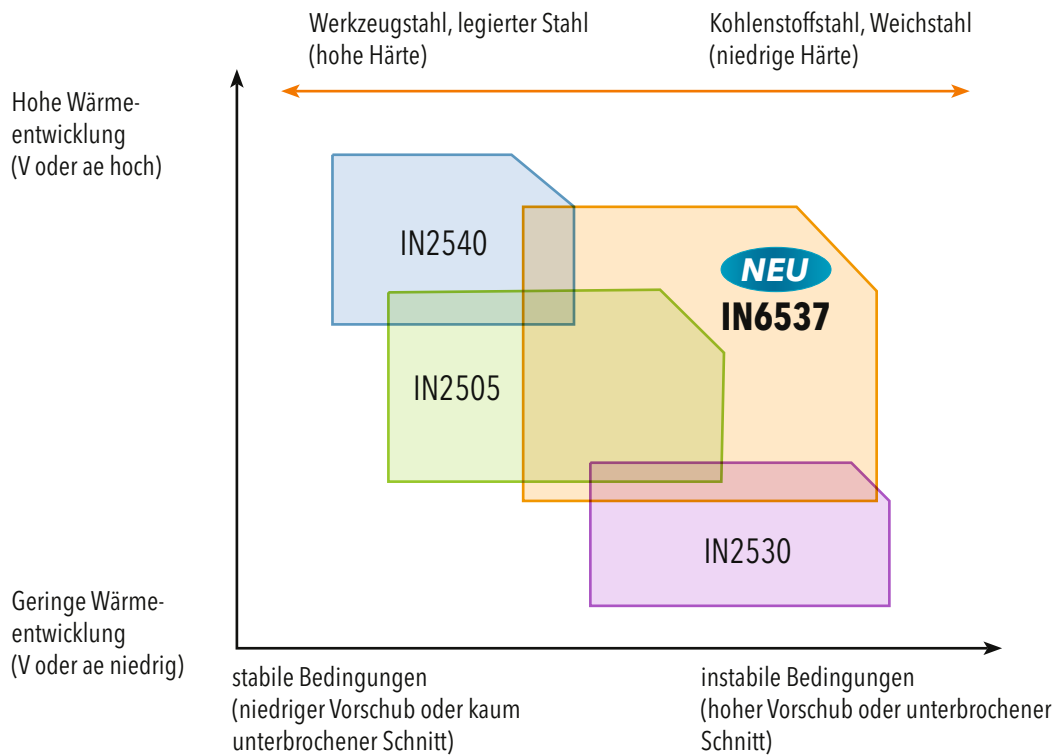 Werkzeugstahl, legierter Stahl
(hohe Härte)
Kohlenstoffstahl, Weichstahl
(niedrige Härte)
Hohe Wärme-
entwicklung
(V oder ae hoch)
IN2540
NEU
IN6537
IN2505
IN2530
Geringe Wärme-
entwicklung
(V oder ae niedrig)
stabile Bedingungen
(niedriger Vorschub oder kaum
unterbrochener Schnitt)
instabile Bedingungen
(hoher Vorschub oder unterbrochener
Schnitt)